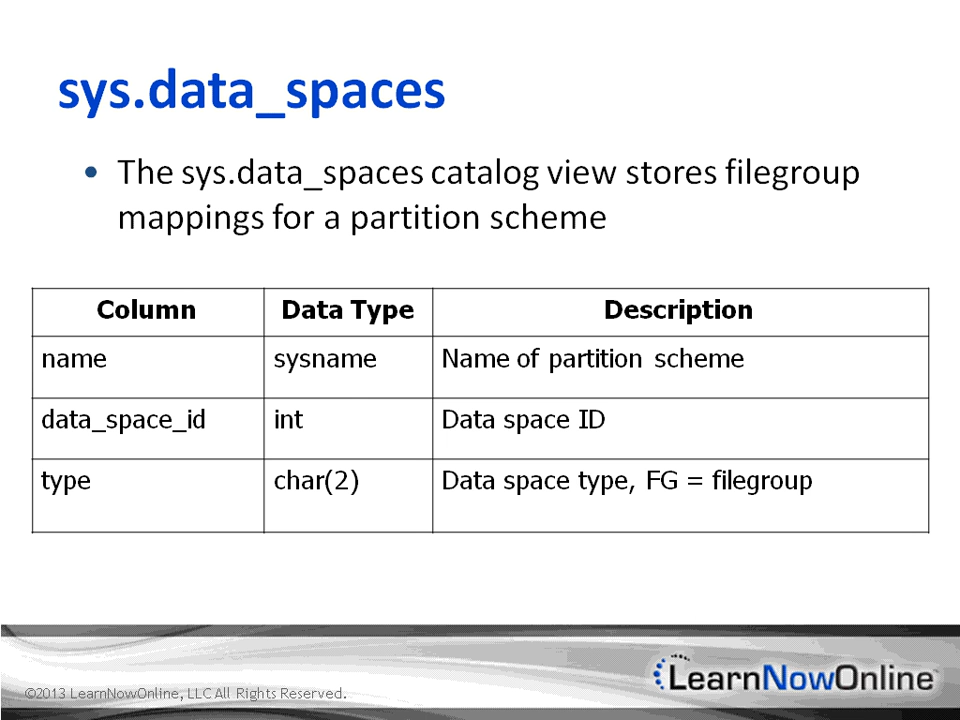 sys.data_spaces
• The sys.data_spaces catalog view stores filegroup
mappings for a partition scheme
Column Data Type Description
name sysname Name of partition scheme
data_space_id int Data space ID
type char(2) Data space type, FG = filegroup
©2013 LearnNowOnline, LLC All Rights Reserved.
LearnNowOnline